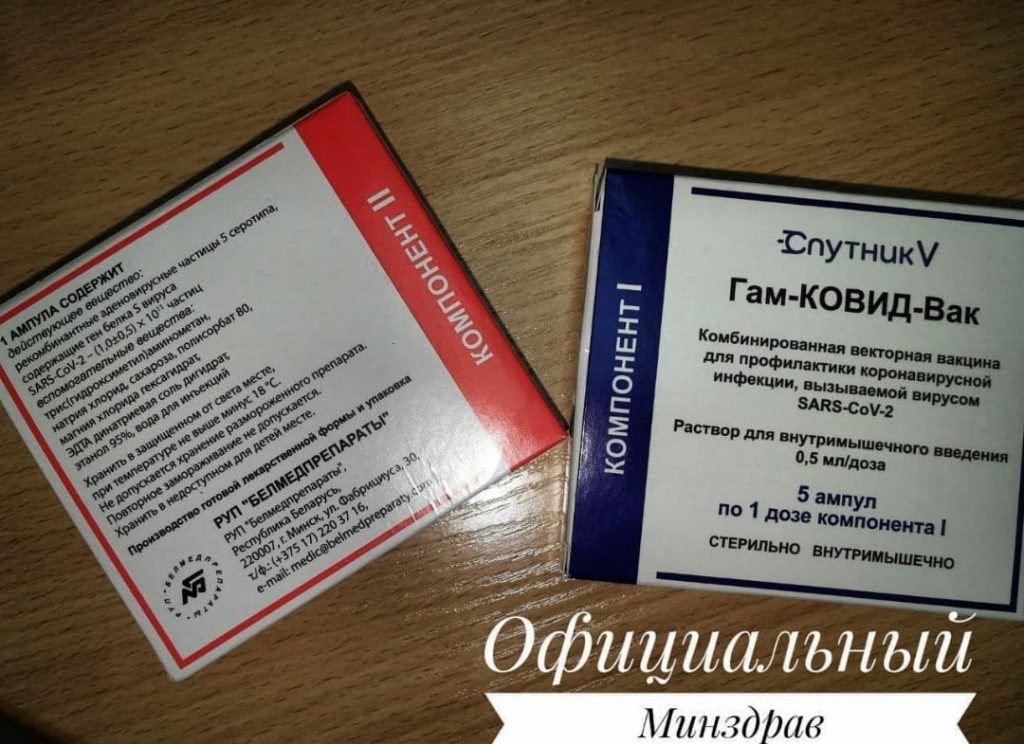 КОМПОНЕНТ II
1 АМПУЛА СОДЕРЖИТ
действующее вещество:
рекомбинантные аденовирусные частицы 5 серотипа,
содержащие ген белка S вируса
SARS-CoV-2 – (1,0±0,5) × 10¹¹ частиц
вспомогательные вещества:
трис(гидроксиметил)аминометан,
натрия хлорид, сахароза, полисорбат 80,
магния хлорида гексагидрат,
ЭДТА динатриевая соль дигидрат,
этанол 95%, вода для инъекций
Хранить в защищенном от света месте,
при температуре не выше минус 18 °С.
Не допускается хранение размороженного препарата.
Повторное замораживание не допускается.
Хранить в недоступном для детей месте.
Производство готовой лекарственной формы и упаковка
РУП "БЕЛМЕДПРЕПАРАТЫ"
РУП "Белмедпрепараты",
Республика Беларусь,
220007, г. Минск, ул. Фабрициуса, 30,
т/ф.: (+375 17) 220 37 16,
e-mail: medic@belmedpreparaty.com
РУП • БЕЛМЕДПРЕПАРАТЫ •
КОМПОНЕНТ I
Спутник V
Гам-КОВИД-Вак
Комбинированная векторная вакцина
для профилактики коронавирусной
инфекции, вызываемой вирусом
SARS-CoV-2
Раствор для внутримышечного введения
0,5 мл/доза
5 ампул
по 1 дозе компонента I
СТЕРИЛЬНО ВНУТРИМЫШЕЧНО
Официальный
Минздрав